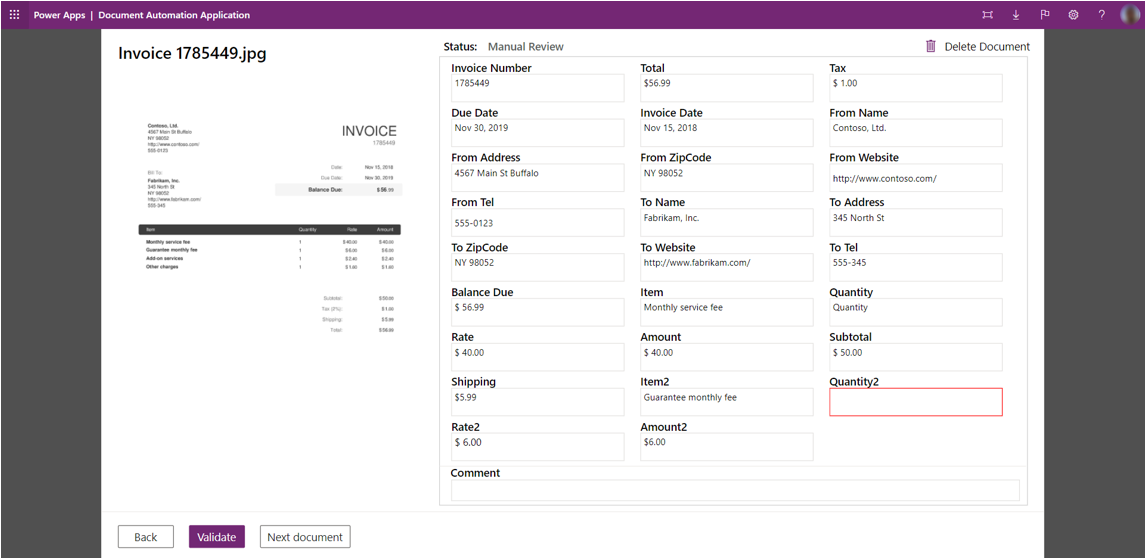 Power Apps | Document Automation Application
?
Invoice 1785449.jpg
Status: Manual Review
Delete Document
Contoso, Ltd.
4567 Main St Buffalo
NY 98052
http://www.contoso.com/
555-0123
INVOICE
1785449
Date: Nov 15, 2018
Due Date: Nov 30, 2019
Balance Due: $ 56.99
Bill To:
Fabrikam, Inc.
345 North St
NY 98052
http://www.fabrikam.com/
555-345
Item Quantity Rate Amount
Monthly service fee 1 $ 40.00 $ 40.00
Guarantee monthly fee 1 $ 6.00 $ 6.00
Add-on services 1 $ 2.40 $ 2.40
Other charges 1 $ 1.60 $ 1.60
Subtotal: $ 50.00
Tax (2%): $ 1.00
Shipping: $ 5.99
Total: $ 56.99
Invoice Number Total Tax
1785449 $56.99 $ 1.00
Due Date Invoice Date From Name
Nov 30, 2019 Nov 15, 2018 Contoso, Ltd.
From Address From ZipCode From Website
4567 Main St Buffalo NY 98052 http://www.contoso.com/
From Tel To Name To Address
555-0123 Fabrikam, Inc. 345 North St
To ZipCode To Website To Tel
NY 98052 http://www.fabrikam.com/ 555-345
Balance Due Item Quantity
$ 56.99 Monthly service fee Quantity
Rate Amount Subtotal
$ 40.00 $ 40.00 $ 50.00
Shipping Item2 Quantity2
$5.99 Guarantee monthly fee
Rate2 Amount2
$ 6.00 $6.00
Comment
Back Validate Next document